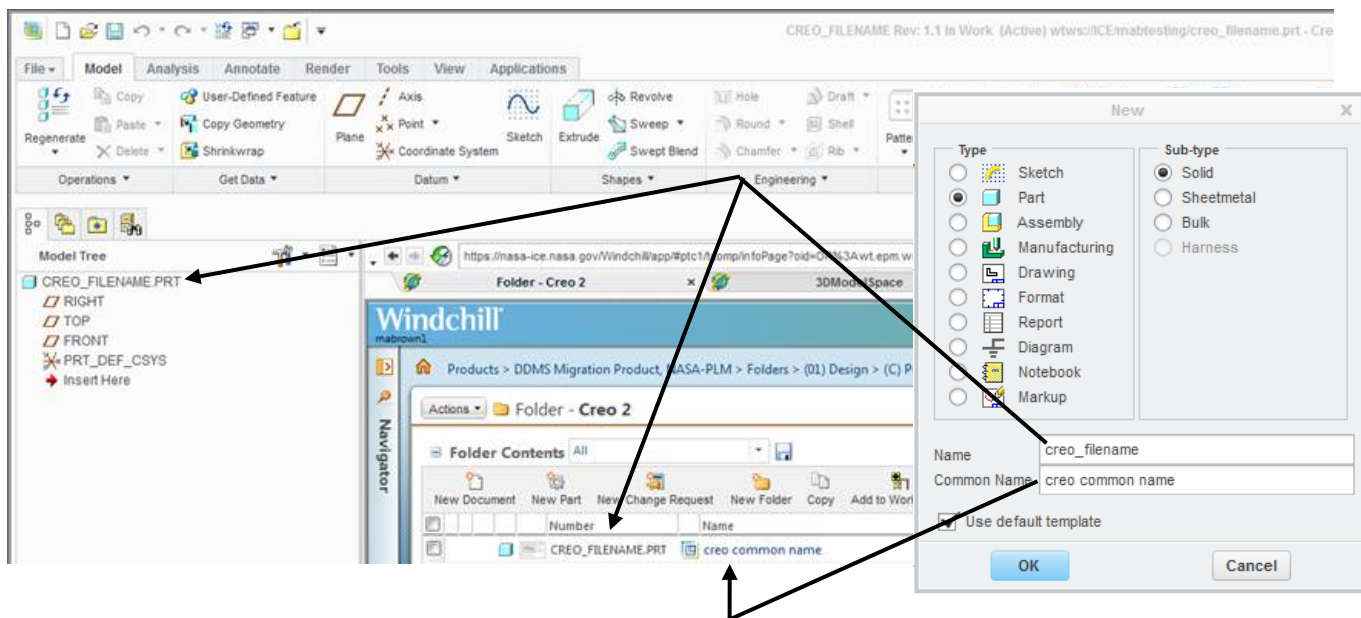 CREO_FILENAME Rev: 1.1 In Work (Active) wtws://ICE/mabtesting/creo_filename.prt - Cre
File Model Analysis Annotate Render Tools View Applications
Regenerate
Copy
Paste
Delete
Operations
User-Defined Feature
Copy Geometry
Shrinkwrap
Get Data
Plane
Axis
Point
Coordinate System
Sketch
Datum
Extrude
Revolve
Sweep
Swept Blend
Shapes
Hole
Round
Chamfer
Draft
Shell
Rib
Engineering
Patte
Model Tree
CREO_FILENAME.PRT
RIGHT
TOP
FRONT
PRT_DEF_CSYS
Insert Here
https://nasa-ice.nasa.gov/Windchill/app/#ptc1/
Folder - Creo 2 x 3DModelSpace
Windchill
mabrown1
Navigator
Products > DDMS Migration Product, NASA-PLM > Folders > (01) Design > (C) P
Actions Folder - Creo 2
Folder Contents All
New Document New Part New Change Request New Folder Copy Add to Wor
Number Name
CREO_FILENAME.PRT creo common name
New X
Type
Sketch
Part
Assembly
Manufacturing
Drawing
Format
Report
Diagram
Notebook
Markup
Sub-type
Solid
Sheetmetal
Bulk
Harness
Name creo_filename
Common Name creo common name
Use default template
OK Cancel